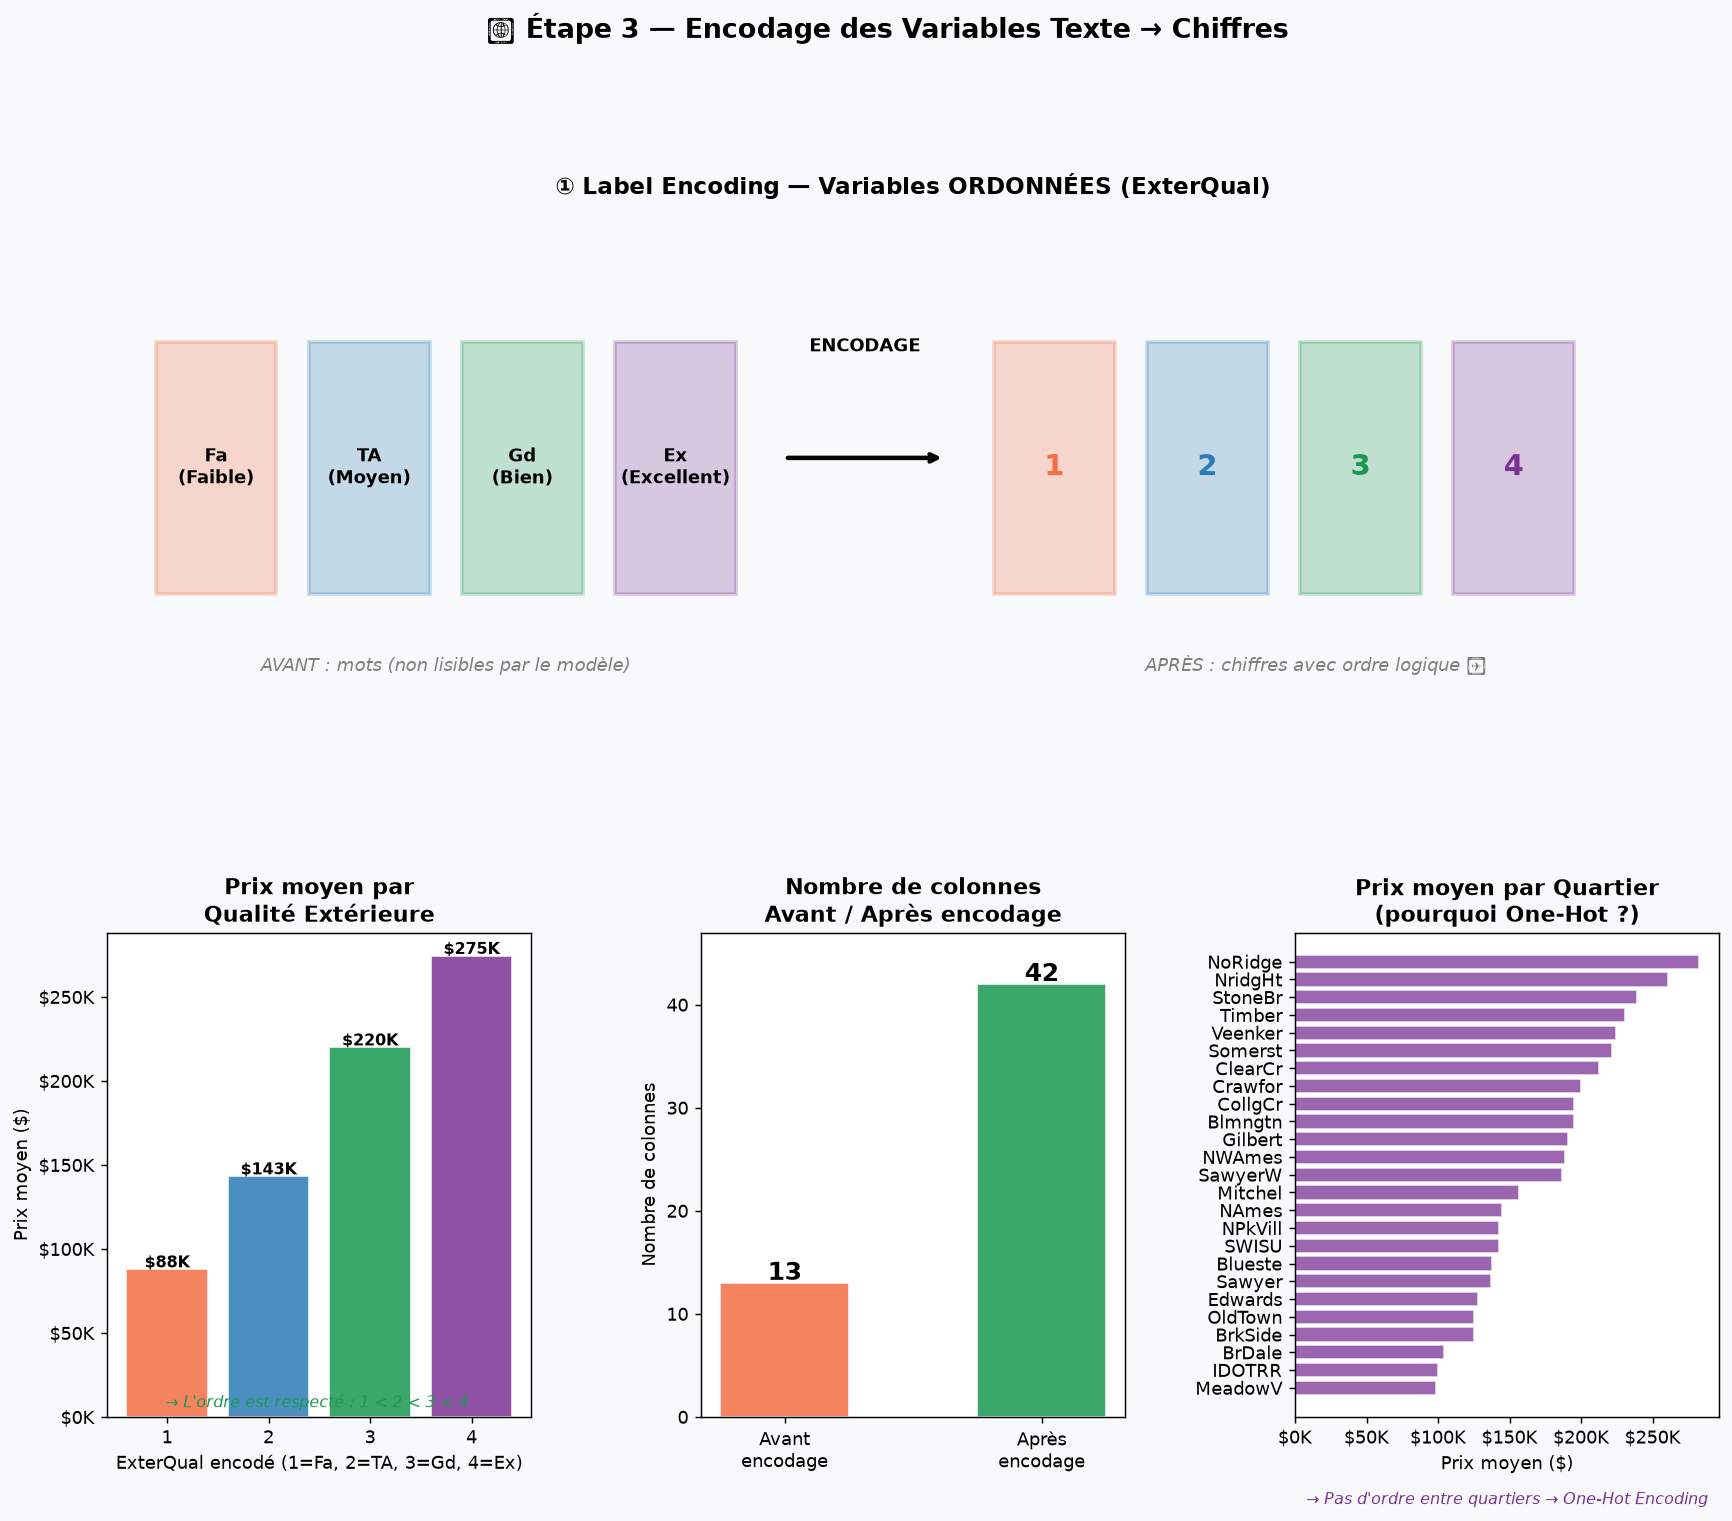 Étape 3 — Encodage des Variables Texte → Chiffres
① Label Encoding — Variables ORDONNÉES (ExterQual)
Fa
(Faible)
TA
(Moyen)
Gd
(Bien)
Ex
(Excellent)
ENCODAGE
1
2
3
4
AVANT : mots (non lisibles par le modèle)
APRÈS : chiffres avec ordre logique
Prix moyen par
Qualité Extérieure
Prix moyen ($)
$250K
$200K
$150K
$100K
$50K
$0K
$88K
$143K
$220K
$275K
→ L'ordre est respecté : 1 < 2 < 3 < 4
1
2
3
4
ExterQual encodé (1=Fa, 2=TA, 3=Gd, 4=Ex)
Nombre de colonnes
Avant / Après encodage
Nombre de colonnes
40
30
20
10
0
13
42
Avant
encodage
Après
encodage
Prix moyen par Quartier
(pourquoi One-Hot ?)
NoRidge
NridgHt
StoneBr
Timber
Veenker
Somerst
ClearCr
Crawfor
CollgCr
Blmngtn
Gilbert
NWAmes
SawyerW
Mitchel
NAmes
NPkVill
SWISU
Blueste
Sawyer
Edwards
OldTown
BrkSide
BrDale
IDOTRR
MeadowV
$0K
$50K
$100K
$150K
$200K
$250K
Prix moyen ($)
→ Pas d'ordre entre quartiers → One-Hot Encoding